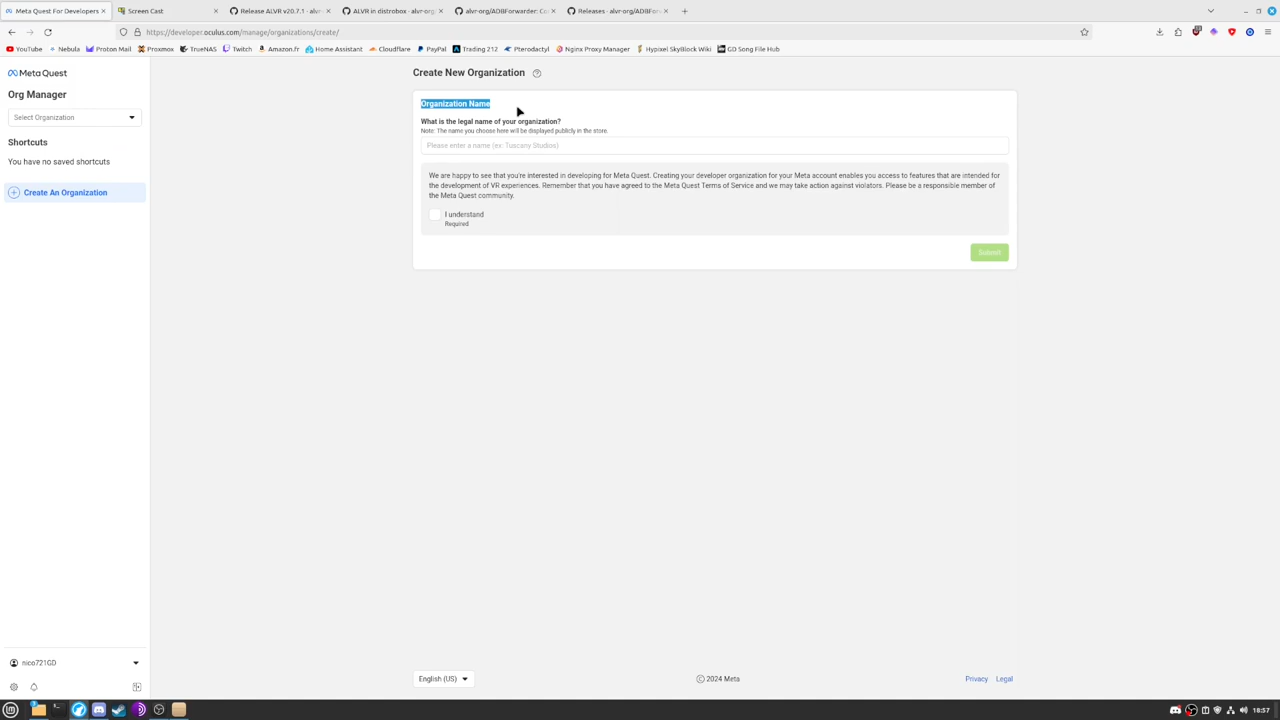 Meta Quest For Developers
Screen Cast
Release ALVR v20.7.1 · alvr-
ALVR in distrobox · alvr-org
alvr-org/ADBForwarder: Co
Releases · alvr-org/ADBForw
https://developer.oculus.com/manage/organizations/create/
YouTube
Nebula
Proton Mail
Proxmox
TrueNAS
Twitch
Amazon.fr
Home Assistant
Cloudflare
PayPal
Trading 212
Pterodactyl
Nginx Proxy Manager
Hypixel SkyBlock Wiki
GD Song File Hub
Meta Quest
Org Manager
Select Organization
Shortcuts
You have no saved shortcuts
Create An Organization
Create New Organization
Organization Name
What is the legal name of your organization?
Note: The name you choose here will be displayed publicly in the store.
Please enter a name (ex: Tuscany Studios)
We are happy to see that you're interested in developing for Meta Quest. Creating your developer organization for your Meta account enables you access to features that are intended for
the development of VR experiences. Remember that you have agreed to the Meta Quest Terms of Service and we may take action against violators. Please be a responsible member of
the Meta Quest community.
I understand
Required
Submit
nico721GD
English (US)
© 2024 Meta
Privacy
Legal
18:57